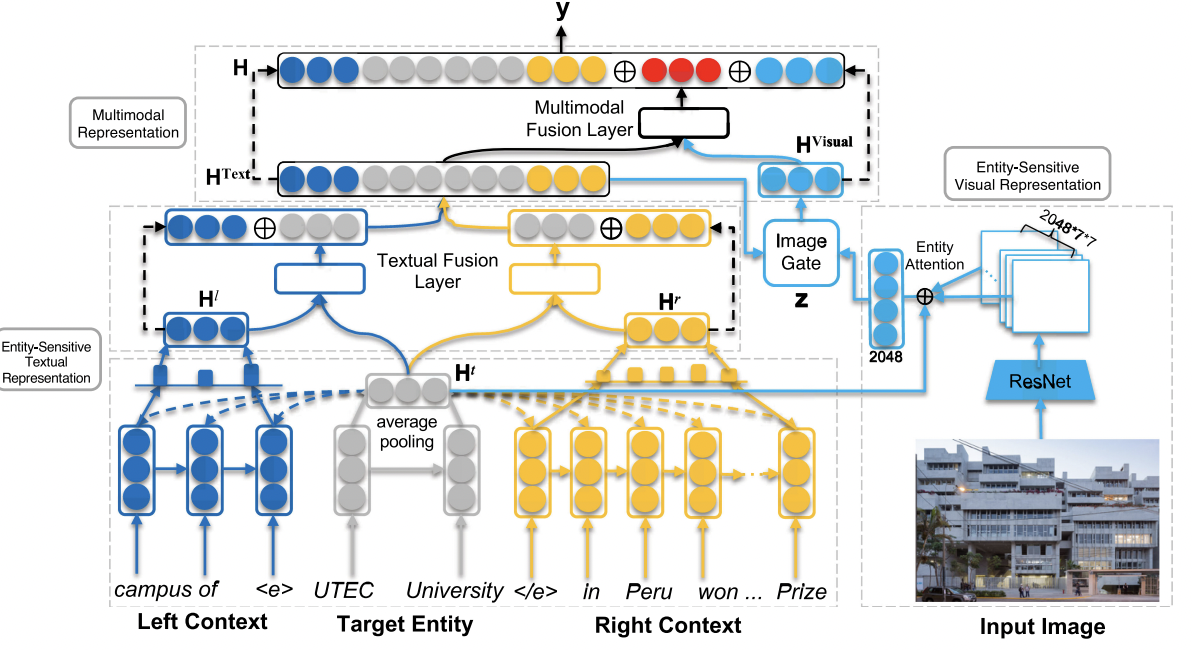 y
H
Multimodal
Representation
Multimodal
Fusion Layer
H^Visual
H^Text
Entity-Sensitive
Visual Representation
2048*7*7
Entity
Attention
Image
Gate
z
Textual Fusion
Layer
H^l
H^r
2048
Entity-Sensitive
Textual
Representation
ResNet
H^t
average
pooling
campus of <e> UTEC University </e> in Peru won ... Prize
Left Context Target Entity Right Context Input Image